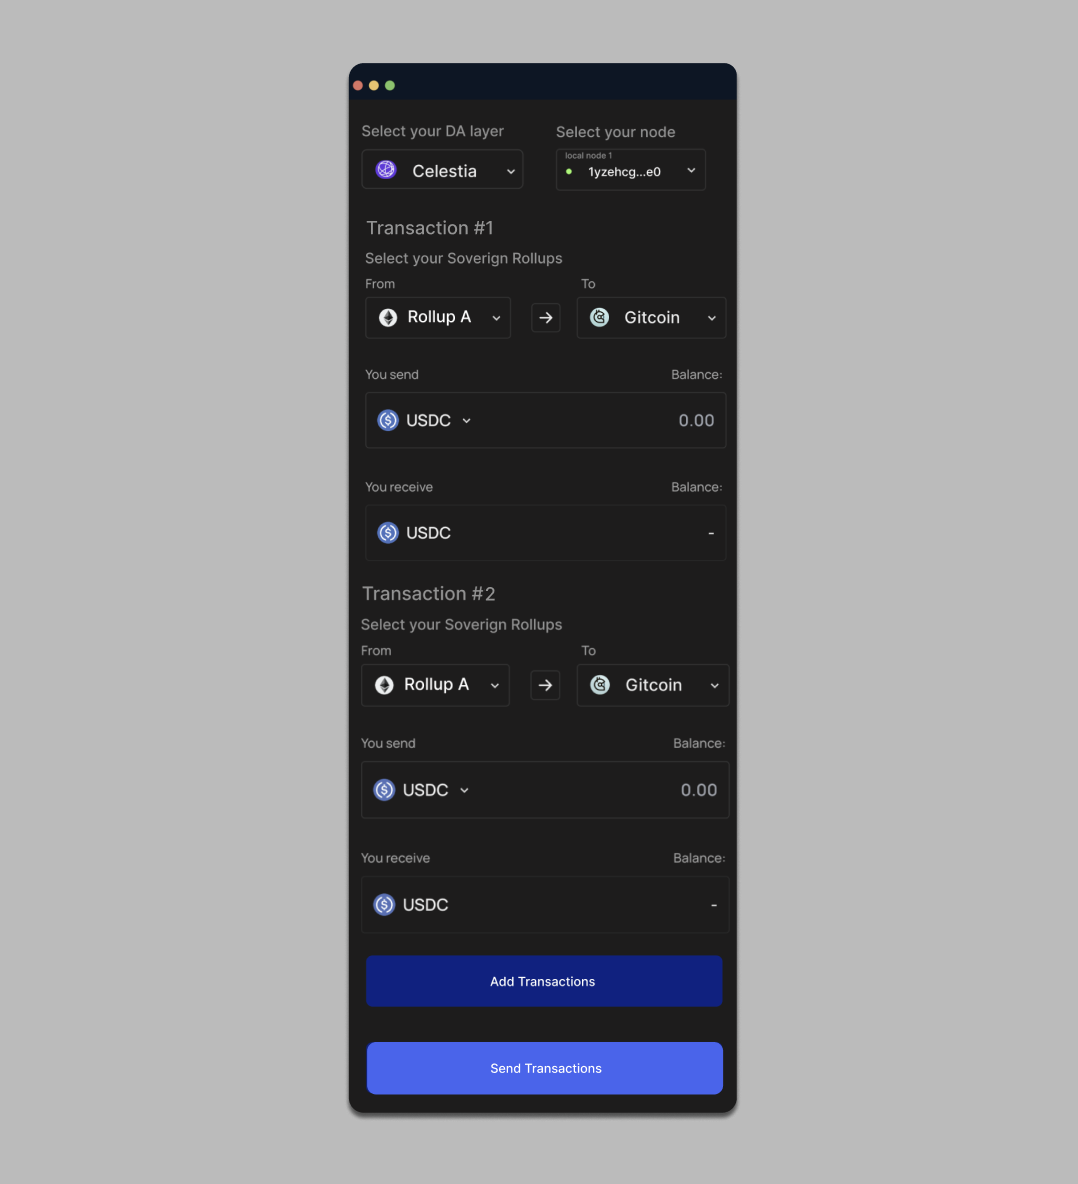 Select your DA layer
Select your node
Celestia
local node 1
1yzehcg...e0
Transaction #1
Select your Soverign Rollups
From
To
Rollup A
Gitcoin
You send
Balance:
USDC
0.00
You receive
Balance:
USDC
-
Transaction #2
Select your Soverign Rollups
From
To
Rollup A
Gitcoin
You send
Balance:
USDC
0.00
You receive
Balance:
USDC
-
Add Transactions
Send Transactions